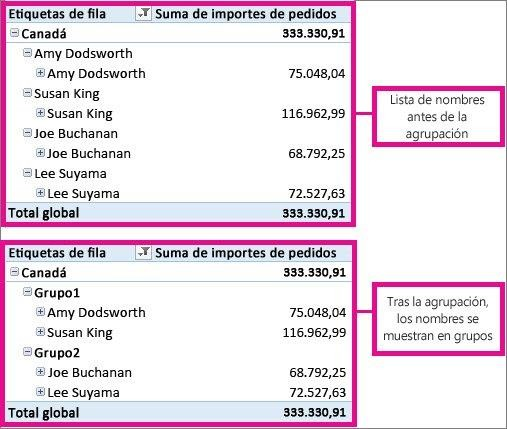 Etiquetas de fila Suma de importes de pedidos
Canadá 333.330,91
Amy Dodsworth
Amy Dodsworth 75.048,04
Susan King
Susan King 116.962,99
Joe Buchanan
Joe Buchanan 68.792,25
Lee Suyama
Lee Suyama 72.527,63
Total global 333.330,91
Lista de nombres
antes de la
agrupación
Etiquetas de fila Suma de importes de pedidos
Canadá 333.330,91
Grupo1
Amy Dodsworth 75.048,04
Susan King 116.962,99
Grupo2
Joe Buchanan 68.792,25
Lee Suyama 72.527,63
Total global 333.330,91
Tras la agrupación,
los nombres se
muestran en grupos